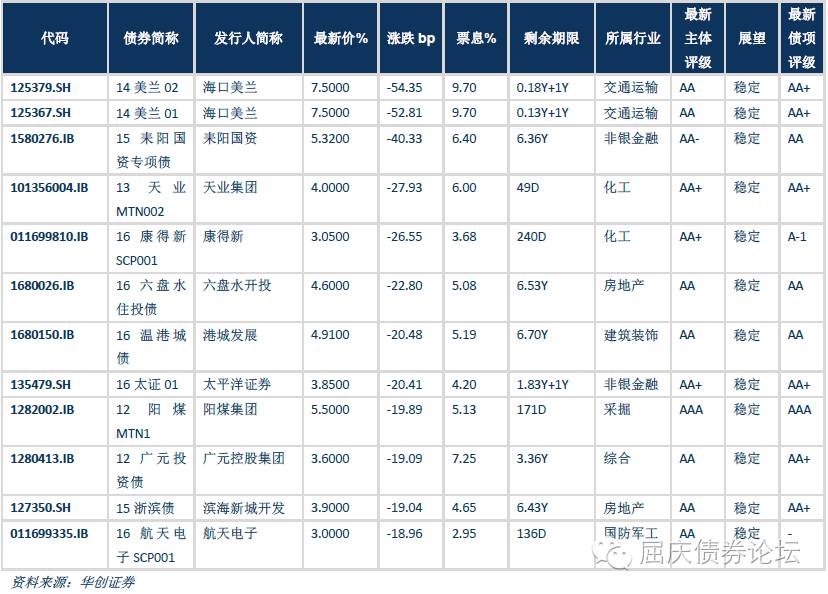 代码 债券简称 发行人简称 最新价% 涨跌 bp 票息% 剩余期限 所属行业 最新主体评级 展望 最新债项评级
125379.SH 14 美兰 02 海口美兰 7.5000 -54.35 9.70 0.18Y+1Y 交通运输 AA 稳定 AA+
125367.SH 14 美兰 01 海口美兰 7.5000 -52.81 9.70 0.13Y+1Y 交通运输 AA 稳定 AA+
1580276.IB 15 耒阳国资专项债 耒阳国资 5.3200 -40.33 6.40 6.36Y 非银金融 AA- 稳定 AA
101356004.IB 13 天业 MTN002 天业集团 4.0000 -27.93 6.00 49D 化工 AA+ 稳定 AA+
011699810.IB 16 康得新 SCP001 康得新 3.0500 -26.55 3.68 240D 化工 AA+ 稳定 A-1
1680026.IB 16 六盘水住投债 六盘水开投 4.6000 -22.80 5.08 6.53Y 房地产 AA 稳定 AA
1680150.IB 16 温港城债 港城发展 4.9100 -20.48 5.19 6.70Y 建筑装饰 AA 稳定 AA
135479.SH 16 太证 01 太平洋证券 3.8500 -20.41 4.20 1.83Y+1Y 非银金融 AA+ 稳定 AA+
1282002.IB 12 阳煤 MTN1 阳煤集团 5.5000 -19.89 5.13 171D 采掘 AAA 稳定 AAA
1280413.IB 12 广元投资债 广元控股集团 3.6000 -19.09 7.25 3.36Y 综合 AA 稳定 AA+
127350.SH 15 浙滨债 滨海新城开发 3.9000 -19.04 4.65 6.43Y 房地产 AA 稳定 AA+
011699335.IB 16 航天电子 SCP001 航天电子 3.0000 -18.96 2.95 136D 国防军工 AA 稳定 -
屈庆债券论坛
资料来源：华创证券